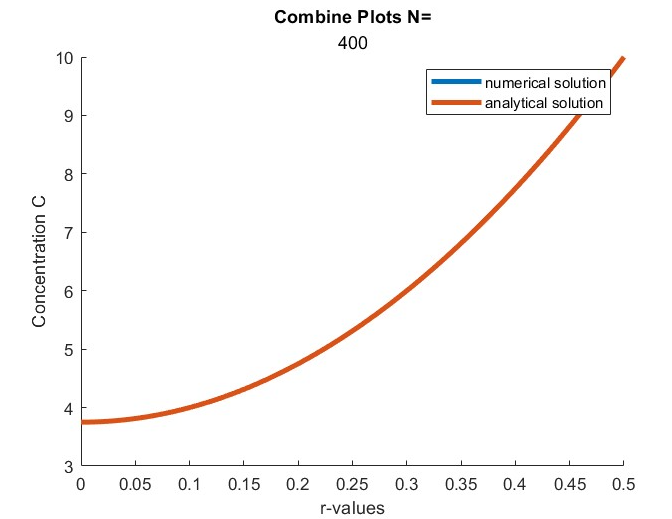 Combine Plots N=
400
numerical solution
analytical solution
Concentration C
10
9
8
7
6
5
4
3
0 0.05 0.1 0.15 0.2 0.25 0.3 0.35 0.4 0.45 0.5
r-values